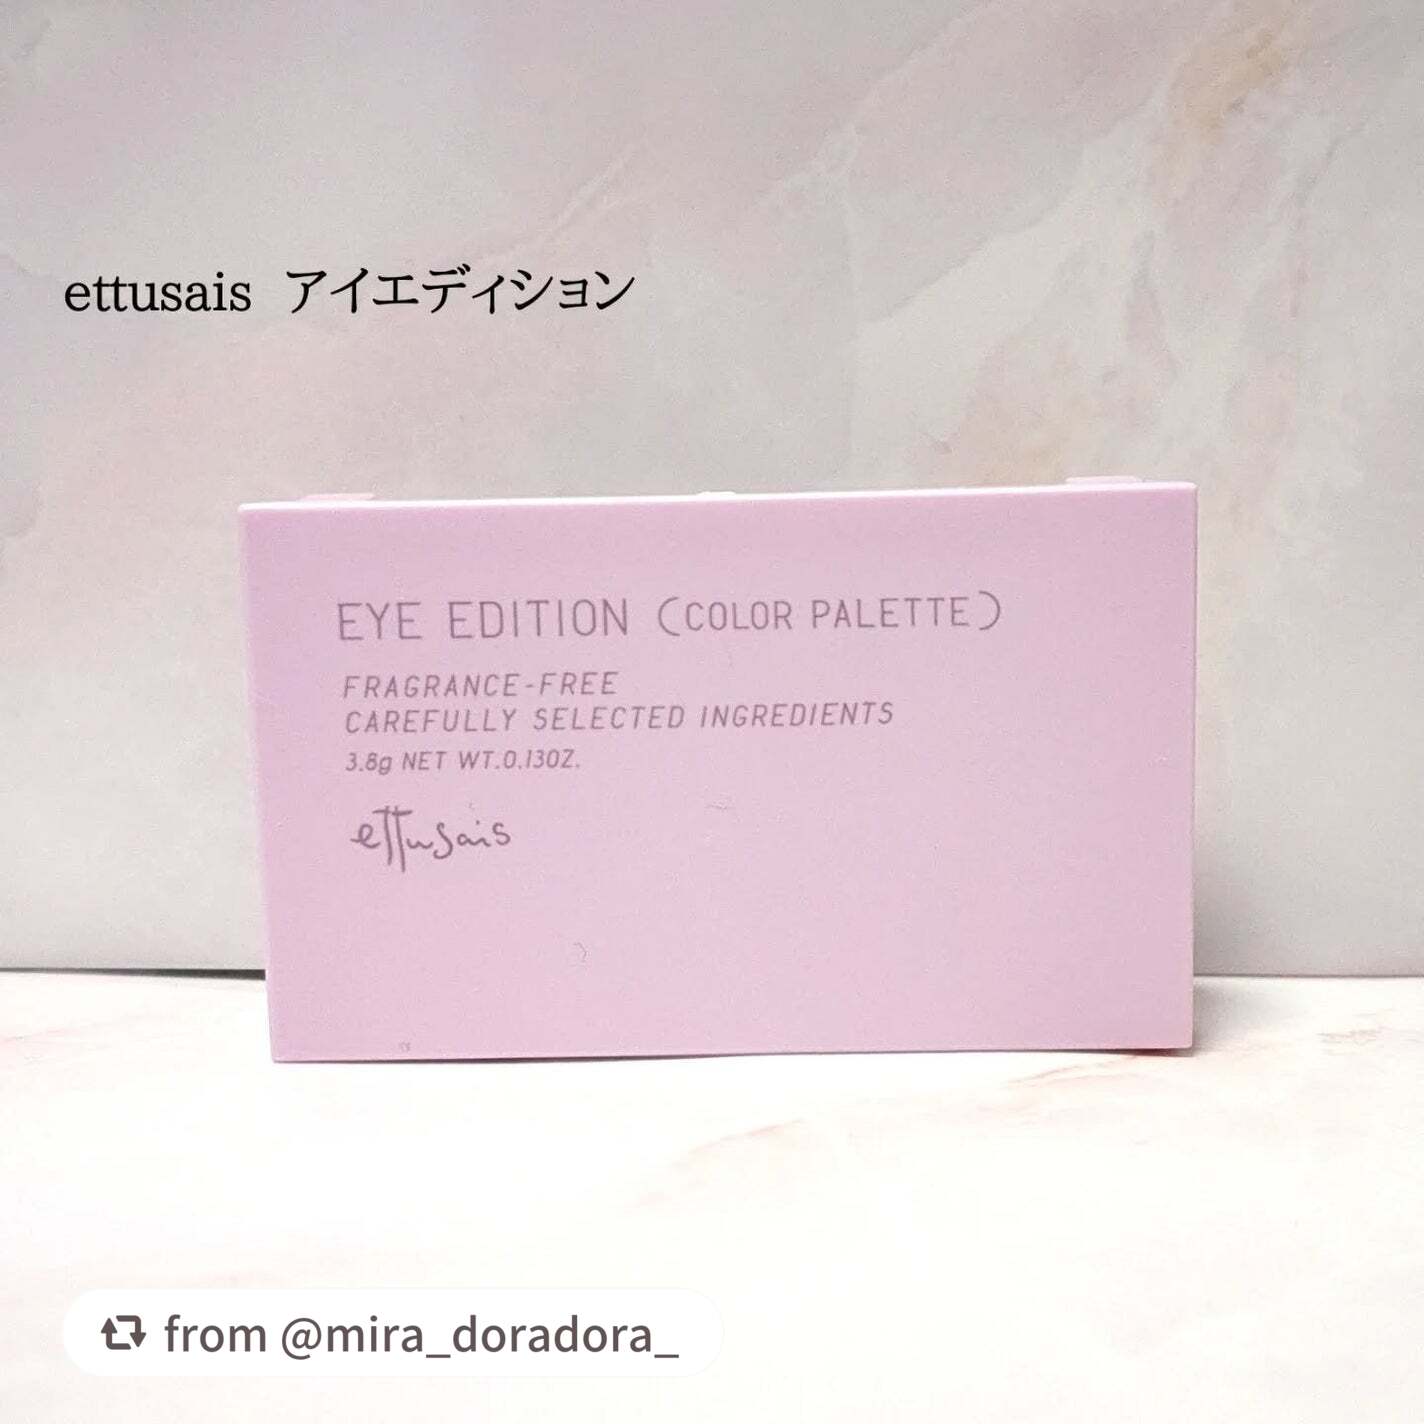 ettusais アイエディション
EYE EDITION (COLOR PALETTE)
FRAGRANCE-FREE
CAREFULLY SELECTED INGREDIENTS
3.8g NET WT.0.13OZ.
ettusais
from @mira_doradora_